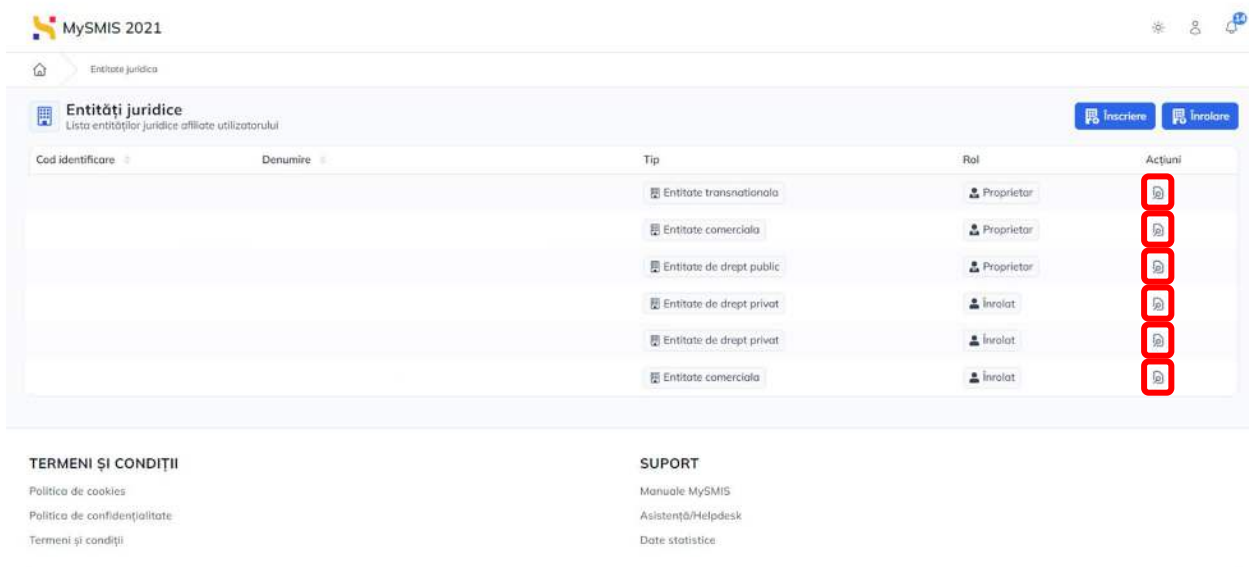 MySMIS 2021
14
Entitate juridica
Entități juridice
Lista entităților juridice afiliate utilizatorului
Înscriere Înrolare
Cod identificare Denumire Tip Rol Acțiuni
Entitate transnationala Proprietar
Entitate comerciala Proprietar
Entitate de drept public Proprietar
Entitate de drept privat Înrolat
Entitate de drept privat Înrolat
Entitate comerciala Înrolat
TERMENI ȘI CONDIȚII SUPORT
Politica de cookies Manuale MySMIS
Politica de confidențialitate Asistență/Helpdesk
Termeni și condiții Date statistice